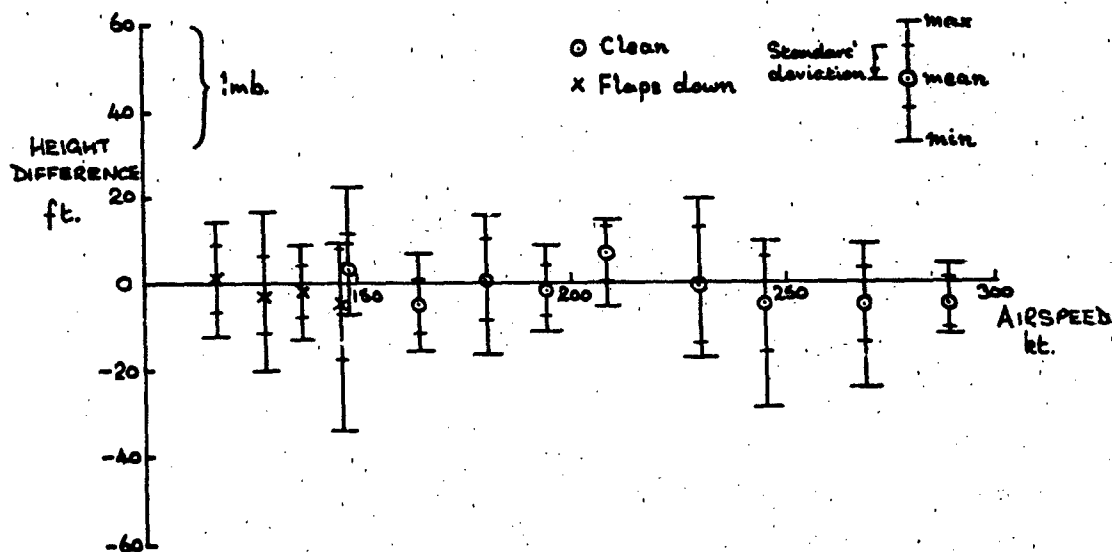 60
40
20
0
-20
-40
-60
HEIGHT
DIFFERENCE
ft.
1mb.
⊙ Clean
x Flaps down
Standard
deviation
max
mean
min
150
200
250
300
AIRSPEED
kt.